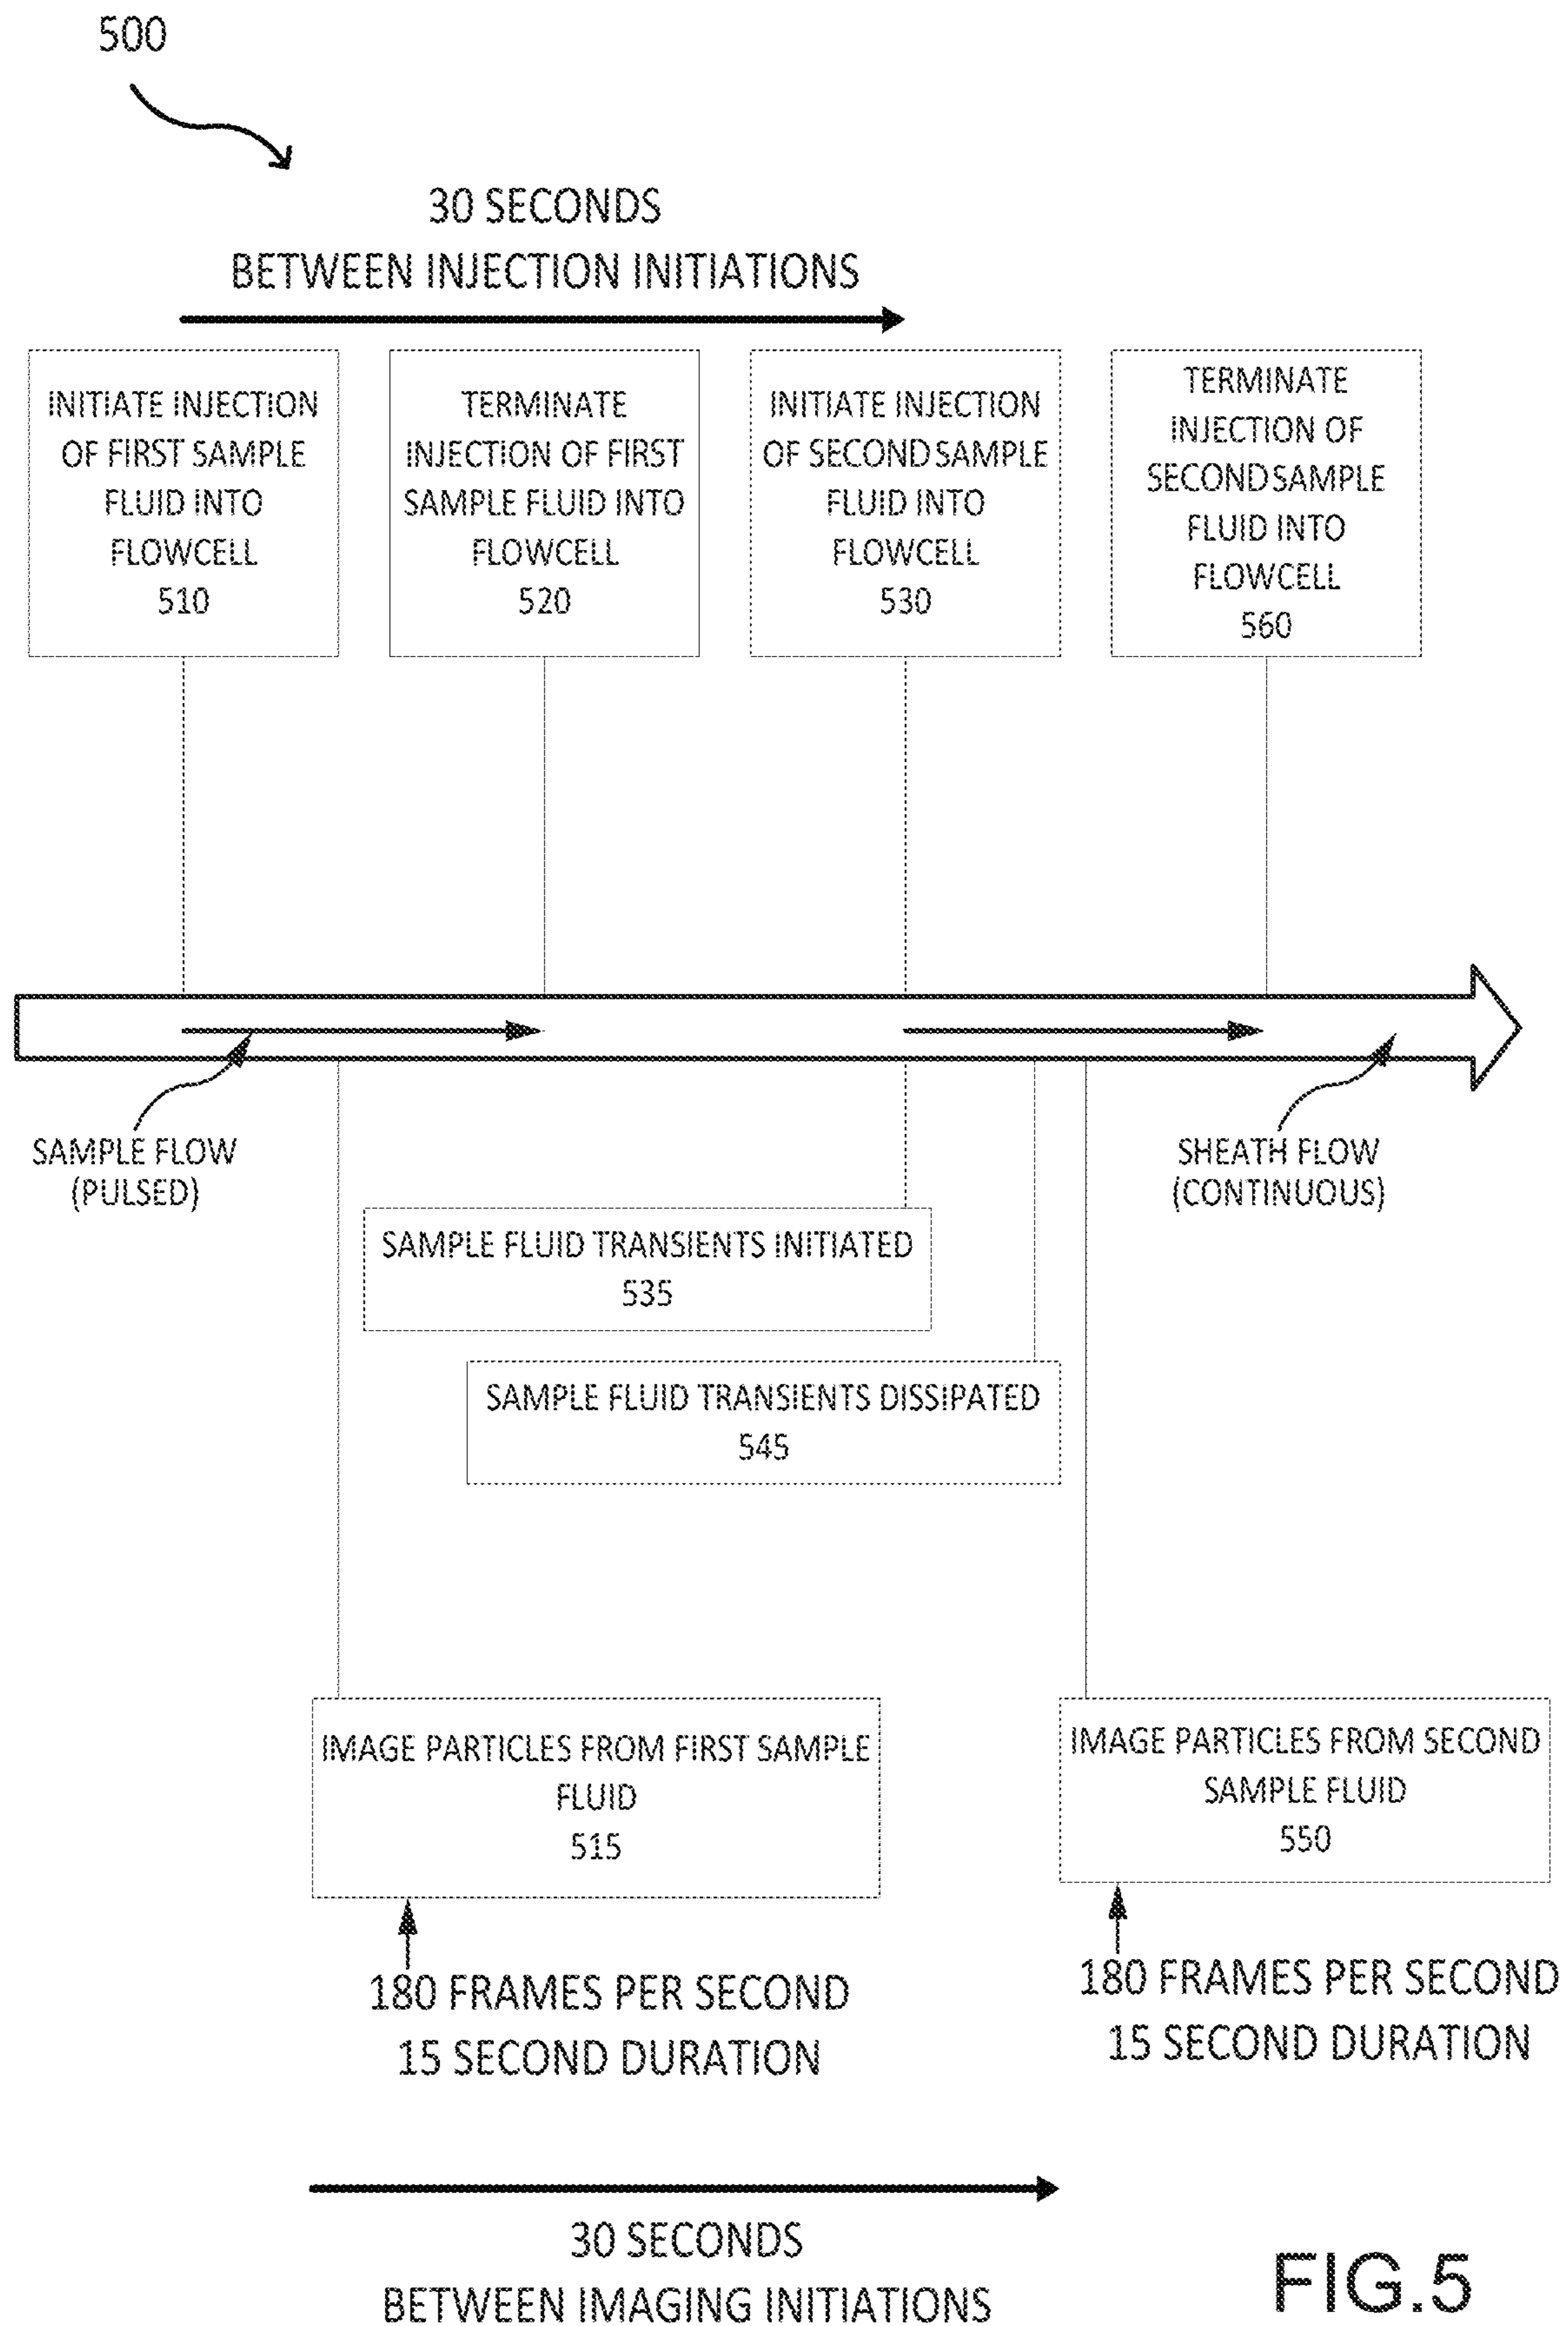 500
30 SECONDS
BETWEEN INJECTION INITIATIONS
INITIATE INJECTION
OF FIRST SAMPLE
FLUID INTO
FLOWCELL
510
TERMINATE
INJECTION OF FIRST
SAMPLE FLUID INTO
FLOWCELL
520
INITIATE INJECTION
OF SECOND SAMPLE
FLUID INTO
FLOWCELL
530
TERMINATE
INJECTION OF
SECOND SAMPLE
FLUID INTO
FLOWCELL
560
SAMPLE FLOW
(PULSED)
SHEATH FLOW
(CONTINUOUS)
SAMPLE FLUID TRANSIENTS INITIATED
535
SAMPLE FLUID TRANSIENTS DISSIPATED
545
IMAGE PARTICLES FROM FIRST SAMPLE
FLUID
515
IMAGE PARTICLES FROM SECOND
SAMPLE FLUID
550
180 FRAMES PER SECOND
15 SECOND DURATION
180 FRAMES PER SECOND
15 SECOND DURATION
30 SECONDS
BETWEEN IMAGING INITIATIONS
FIG.5